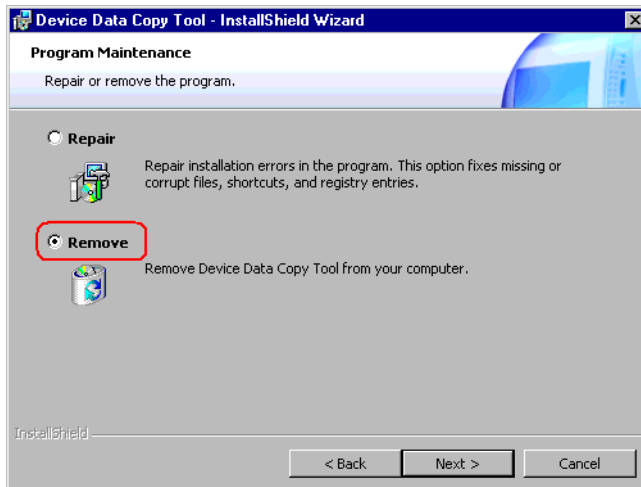 Device Data Copy Tool - InstallShield Wizard
Program Maintenance
Repair or remove the program.
Repair
Repair installation errors in the program. This option fixes missing or
corrupt files, shortcuts, and registry entries.
Remove
Remove Device Data Copy Tool from your computer.
InstallShield
< Back
Next >
Cancel